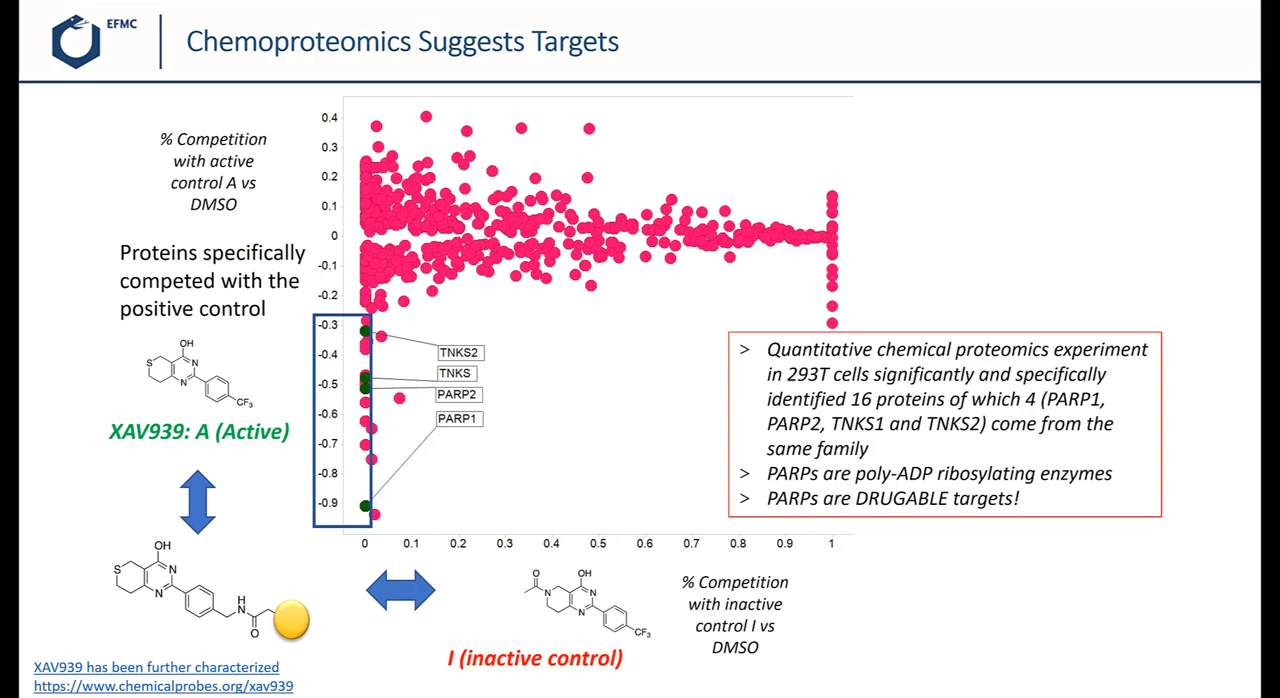 EFMC
Chemoproteomics Suggests Targets
% Competition
with active
control A vs
DMSO
Proteins specifically
competed with the
positive control
OH
S
N
N
CF3
XAV939: A (Active)
OH
S
N
N
H
N
O
XAV939 has been further characterized
https://www.chemicalprobes.org/xav939
0.4
0.3
0.2
0.1
0
-0.1
-0.2
-0.3
-0.4
-0.5
-0.6
-0.7
-0.8
-0.9
TNKS2
TNKS
PARP2
PARP1
0 0.1 0.2 0.3 0.4 0.5 0.6 0.7 0.8 0.9 1
> Quantitative chemical proteomics experiment
in 293T cells significantly and specifically
identified 16 proteins of which 4 (PARP1,
PARP2, TNKS1 and TNKS2) come from the
same family
> PARPs are poly-ADP ribosylating enzymes
> PARPs are DRUGABLE targets!
O
OH
N
N
N
CF3
I (inactive control)
% Competition
with inactive
control I vs
DMSO